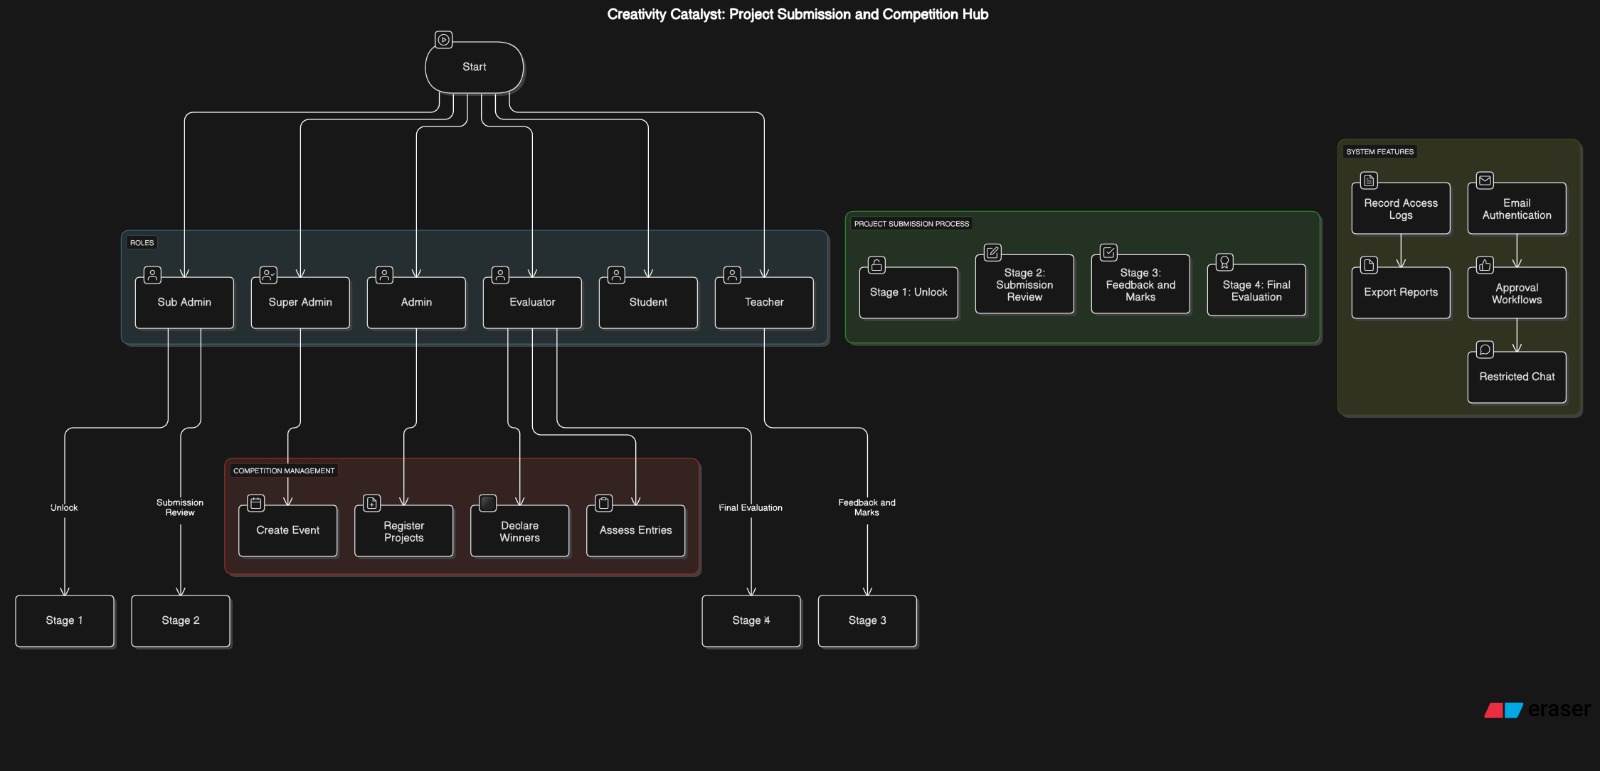 Creativity Catalyst: Project Submission and Competition Hub
Start
ROLES
Sub Admin
Super Admin
Admin
Evaluator
Student
Teacher
PROJECT SUBMISSION PROCESS
Stage 1: Unlock
Stage 2:
Submission
Review
Stage 3:
Feedback and
Marks
Stage 4: Final
Evaluation
SYSTEM FEATURES
Record Access
Logs
Email
Authentication
Export Reports
Approval
Workflows
Restricted Chat
COMPETITION MANAGEMENT
Create Event
Register
Projects
Declare
Winners
Assess Entries
Unlock
Submission
Review
Final Evaluation
Feedback and
Marks
Stage 1
Stage 2
Stage 4
Stage 3
eraser